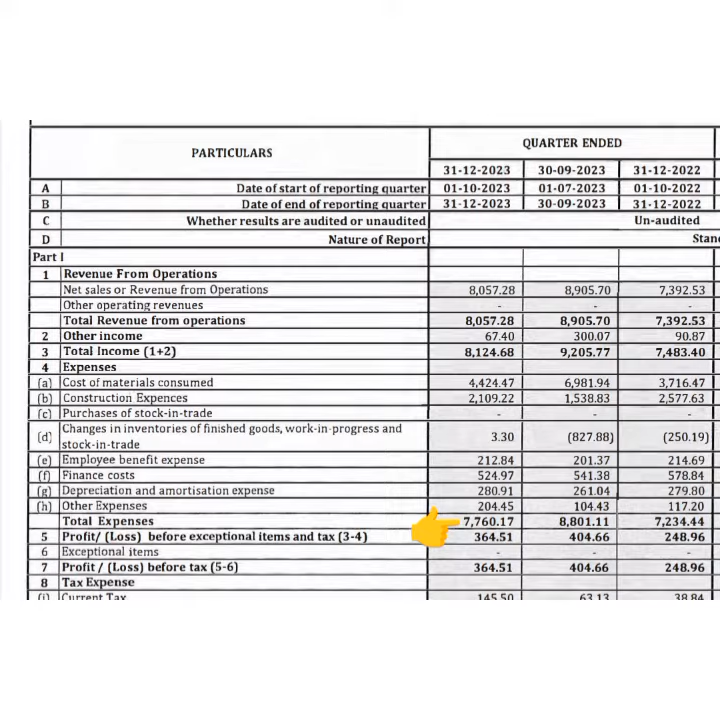 PARTICULARS
QUARTER ENDED
31-12-2023 30-09-2023 31-12-2022
A Date of start of reporting quarter 01-10-2023 01-07-2023 01-10-2022
B Date of end of reporting quarter 31-12-2023 30-09-2023 31-12-2022
C Whether results are audited or unaudited Un-audited
D Nature of Report Stan
Part I
1 Revenue From Operations
Net sales or Revenue from Operations 8,057.28 8,905.70 7,392.53
Other operating revenues - - -
Total Revenue from operations 8,057.28 8,905.70 7,392.53
2 Other income 67.40 300.07 90.87
3 Total Income (1+2) 8,124.68 9,205.77 7,483.40
4 Expenses
(a) Cost of materials consumed 4,424.47 6,981.94 3,716.47
(b) Construction Expences 2,109.22 1,538.83 2,577.63
(c) Purchases of stock-in-trade - - -
(d) Changes in inventories of finished goods, work-in-progress and
stock-in-trade 3.30 (827.88) (250.19)
(e) Employee benefit expense 212.84 201.37 214.69
(f) Finance costs 524.97 541.38 578.84
(g) Depreciation and amortisation expense 280.91 261.04 279.80
(h) Other Expenses 204.45 104.43 117.20
Total Expenses 7,760.17 8,801.11 7,234.44
5 Profit/ (Loss) before exceptional items and tax (3-4) 364.51 404.66 248.96
6 Exceptional items - - -
7 Profit / (Loss) before tax (5-6) 364.51 404.66 248.96
8 Tax Expense
(i) Current Tax 145.50 63.13 38.84